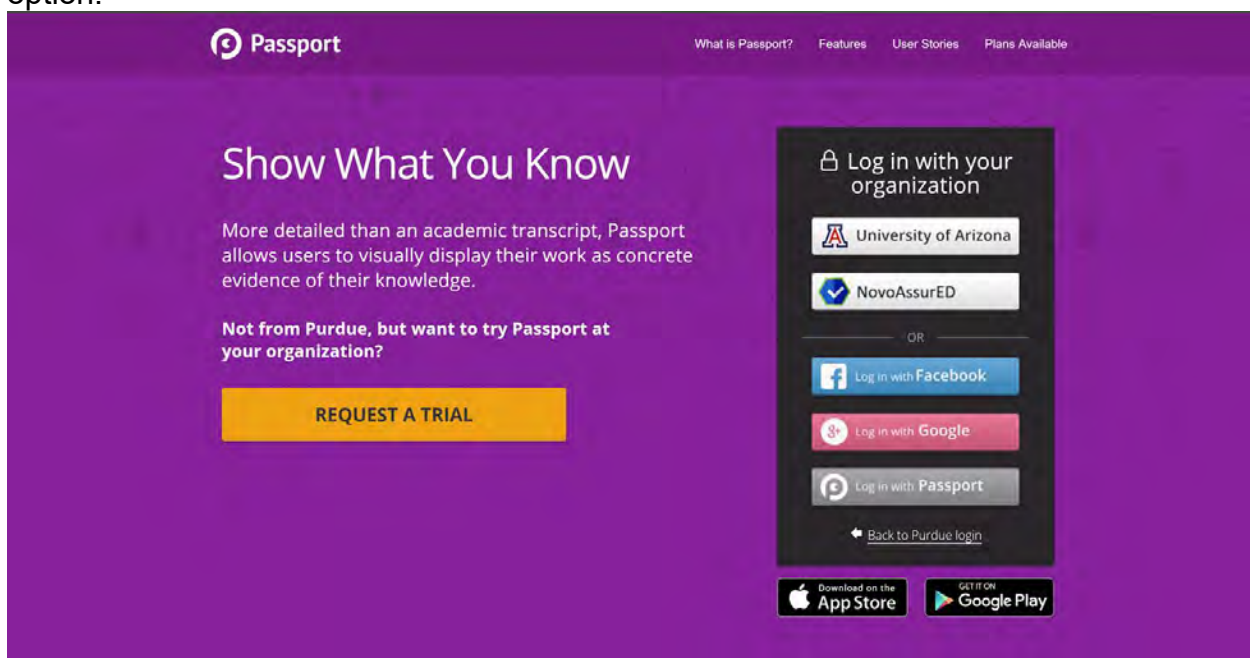 option.
Passport
What is Passport? Features User Stories Plans Available
Show What You Know
More detailed than an academic transcript, Passport
allows users to visually display their work as concrete
evidence of their knowledge.
Not from Purdue, but want to try Passport at
your organization?
REQUEST A TRIAL
Log in with your
organization
University of Arizona
NovoAssurED
OR
Log in with Facebook
Log in with Google
Log in with Passport
Back to Purdue login
Download on the
App Store
GET IT ON
Google Play